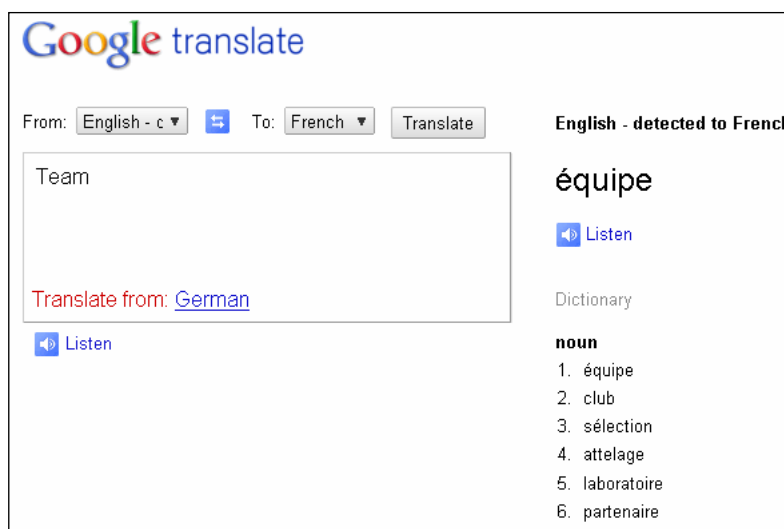 Google translate
From: English - d To: French Translate
Team
Translate from: German
Listen
English - detected to French
équipe
Listen
Dictionary
noun
1. équipe
2. club
3. sélection
4. attelage
5. laboratoire
6. partenaire